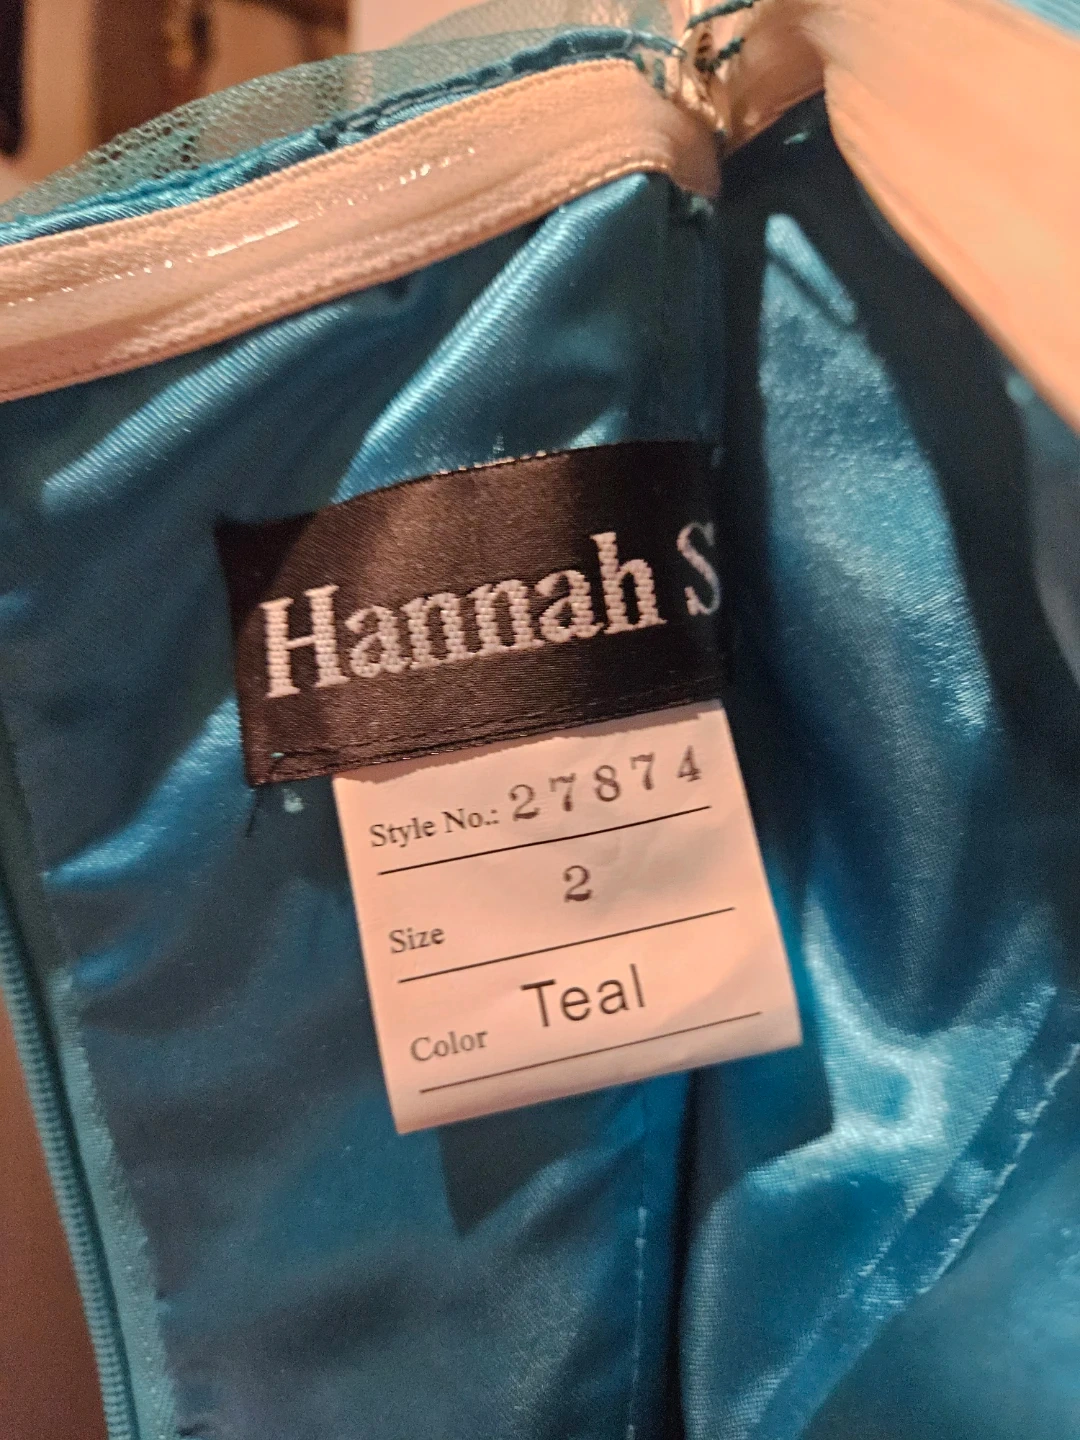 Hannah S
Style No.: 27874
Size 2
Color Teal